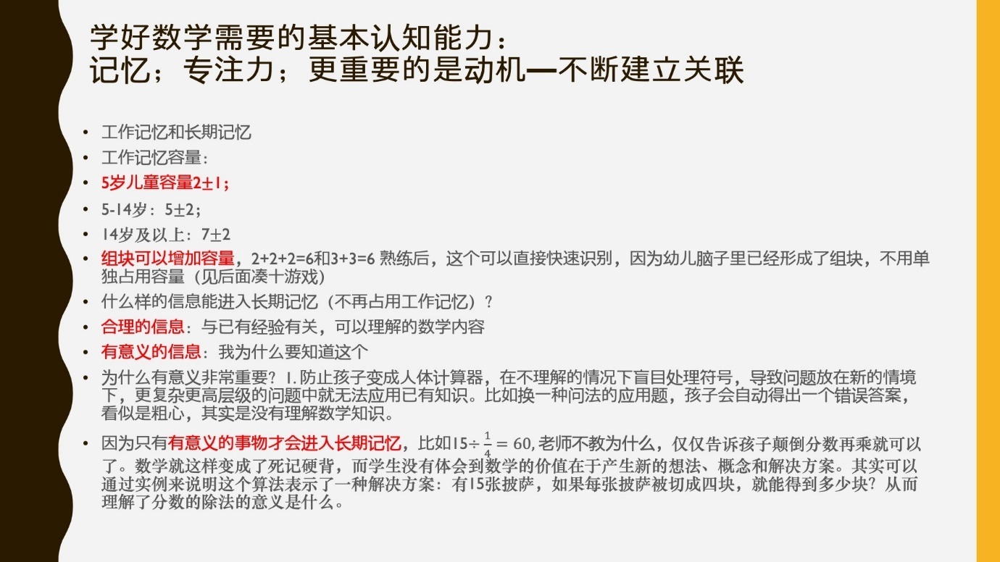 学好数学需要的基本认知能力：
记忆；专注力；更重要的是动机—不断建立关联
• 工作记忆和长期记忆
• 工作记忆容量：
• 5岁儿童容量2±1；
• 5-14岁：5±2；
• 14岁及以上：7±2
• 组块可以增加容量，2+2+2=6和3+3=6 熟练后，这个可以直接快速识别，因为幼儿脑子里已经形成了组块，不用单
独占用容量（见后面凑十游戏）
• 什么样的信息能进入长期记忆（不再占用工作记忆）？
• 合理的信息：与已有经验有关，可以理解的数学内容
• 有意义的信息：我为什么要知道这个
• 为什么有意义非常重要？1. 防止孩子变成人体计算器，在不理解的情况下盲目处理符号，导致问题放在新的情境
下，更复杂更高层级的问题中就无法应用已有知识。比如换一种问法的应用题，孩子会自动得出一个错误答案，
看似是粗心，其实是没有理解数学知识。
• 因为只有有意义的事物才会进入长期记忆，比如15÷1/4 = 60, 老师不教为什么，仅仅告诉孩子颠倒分数再乘就可以
了。数学就这样变成了死记硬背，而学生没有体会到数学的价值在于产生新的想法、概念和解决方案。其实可以
通过实例来说明这个算法表示了一种解决方案：有15张披萨，如果每张披萨被切成四块，就能得到多少块？从而
理解了分数的除法的意义是什么。